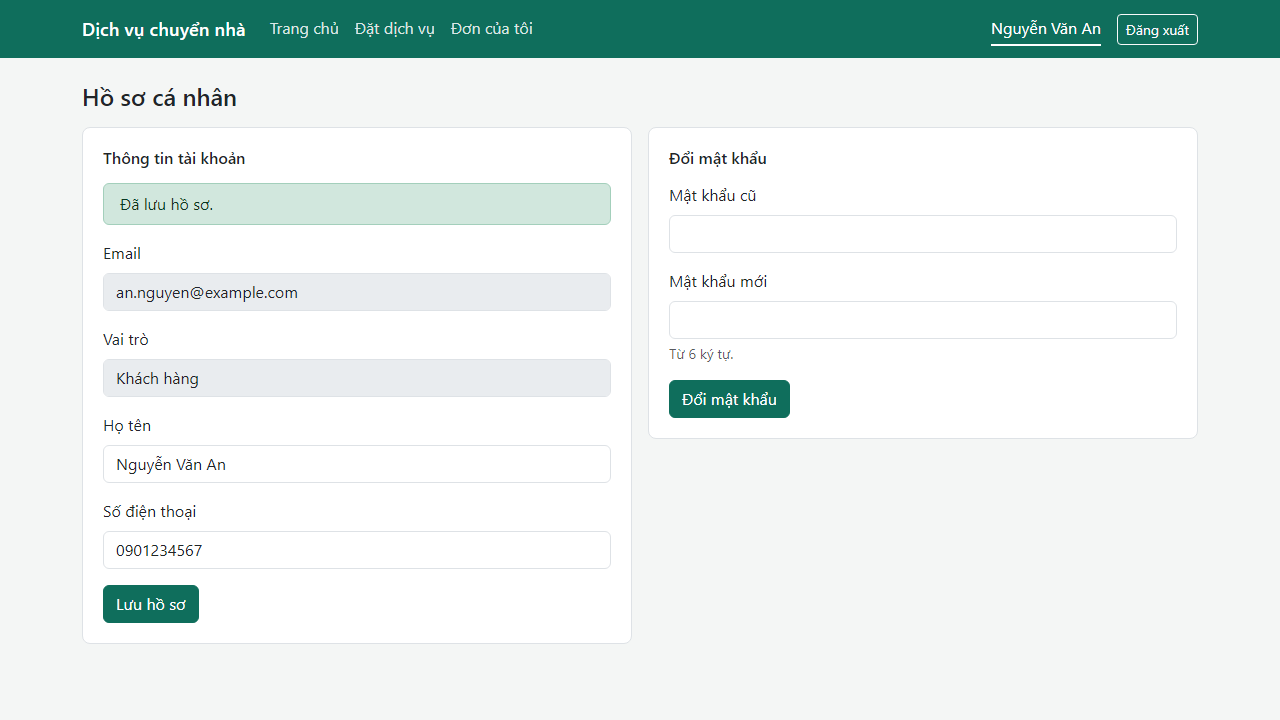 Dịch vụ chuyển nhà
Trang chủ
Đặt dịch vụ
Đơn của tôi
Nguyễn Văn An
Đăng xuất
Hồ sơ cá nhân
Thông tin tài khoản
Đã lưu hồ sơ.
Email
an.nguyen@example.com
Vai trò
Khách hàng
Họ tên
Nguyễn Văn An
Số điện thoại
0901234567
Lưu hồ sơ
Đổi mật khẩu
Mật khẩu cũ
Mật khẩu mới
Từ 6 ký tự.
Đổi mật khẩu